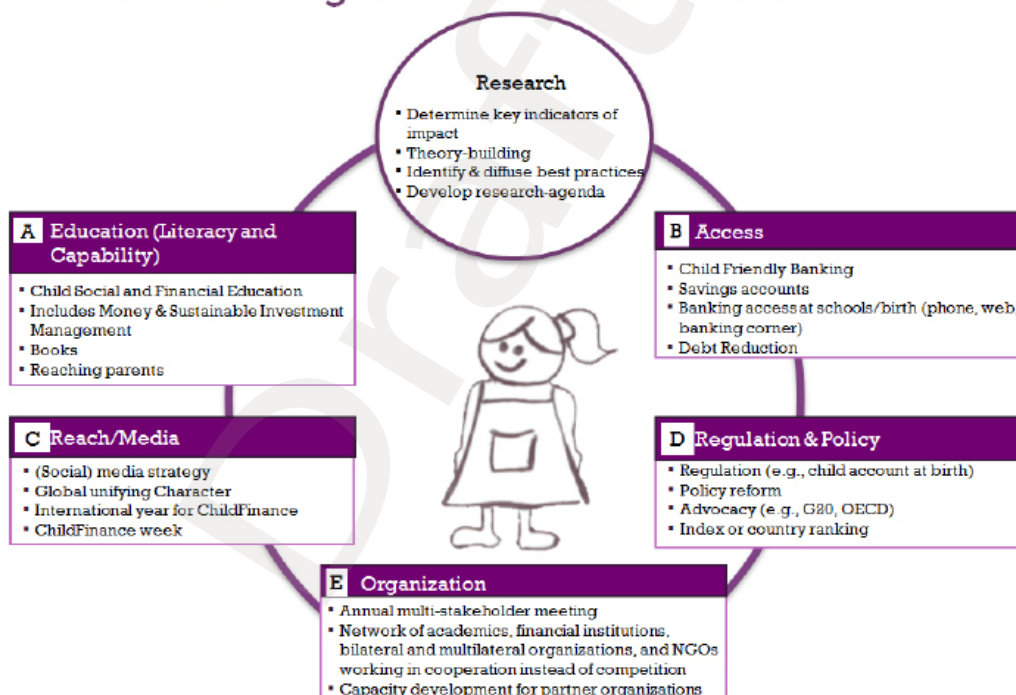 Research
▪ Determine key indicators of
impact
▪ Theory-building
▪ Identify & diffuse best practices
▪ Develop research-agenda
A Education (Literacy and
Capability)
▪ Child Social and Financial Education
▪ Includes Money & Sustainable Investment
Management
▪ Books
▪ Reaching parents
B Access
▪ Child Friendly Banking
▪ Savings accounts
▪ Banking access at schools/birth (phone, web,
banking corner)
▪ Debt Reduction
C Reach/Media
▪ (Social) media strategy
▪ Global unifying Character
▪ International year for ChildFinance
▪ ChildFinance week
D Regulation & Policy
▪ Regulation (e.g., child account at birth)
▪ Policy reform
▪ Advocacy (e.g., G20, OECD)
▪ Index or country ranking
E Organization
▪ Annual multi-stakeholder meeting
▪ Network of academics, financial institutions,
bilateral and multilateral organizations, and NGOs
working in cooperation instead of competition
▪ Capacity development for partner organizations
Draft